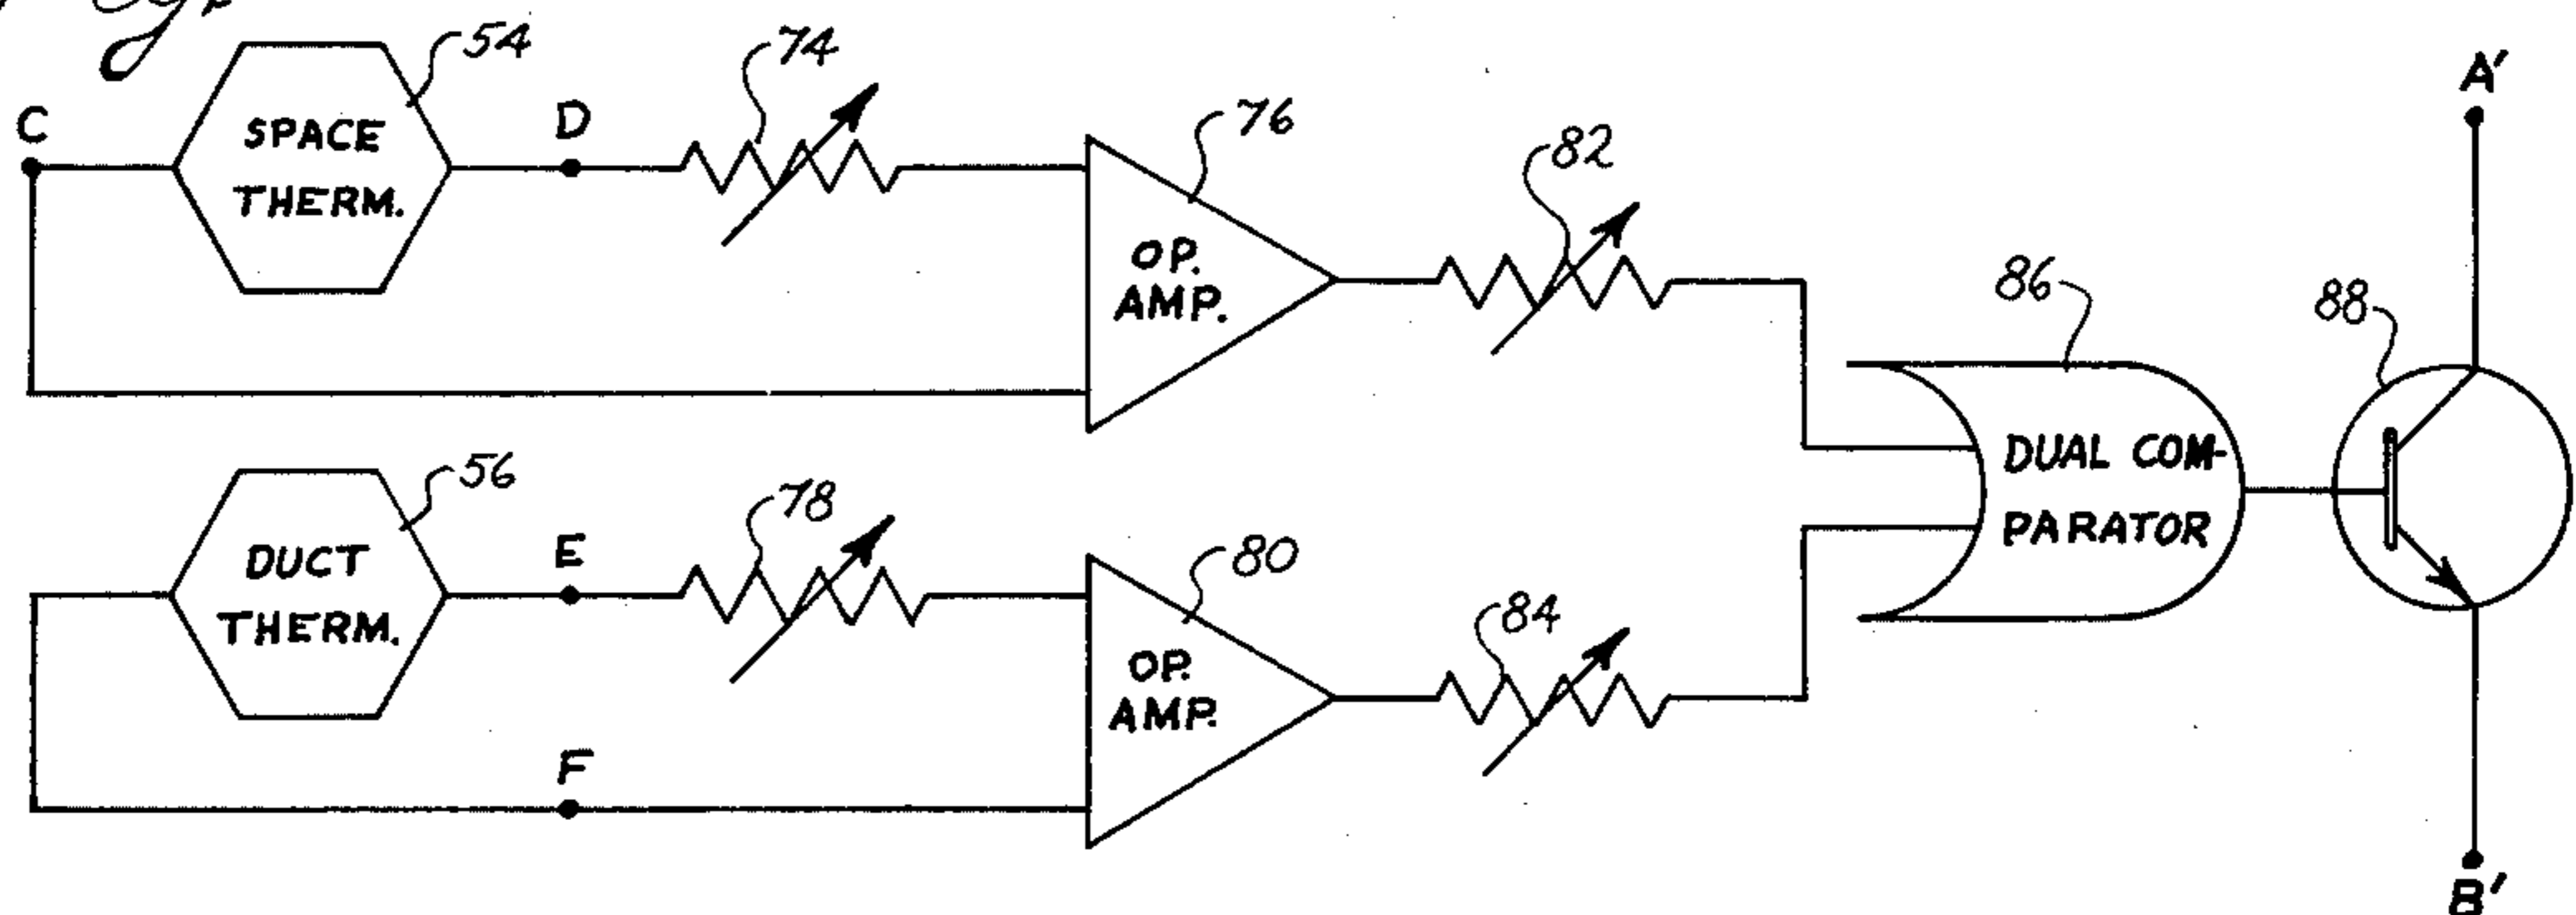 54
74
C
SPACE
THERM.
D
76
OP.
AMP.
82
A'
86
88
56
DUCT
THERM.
E
78
80
OP.
AMP.
84
DUAL COM-
PARATOR
F
B'